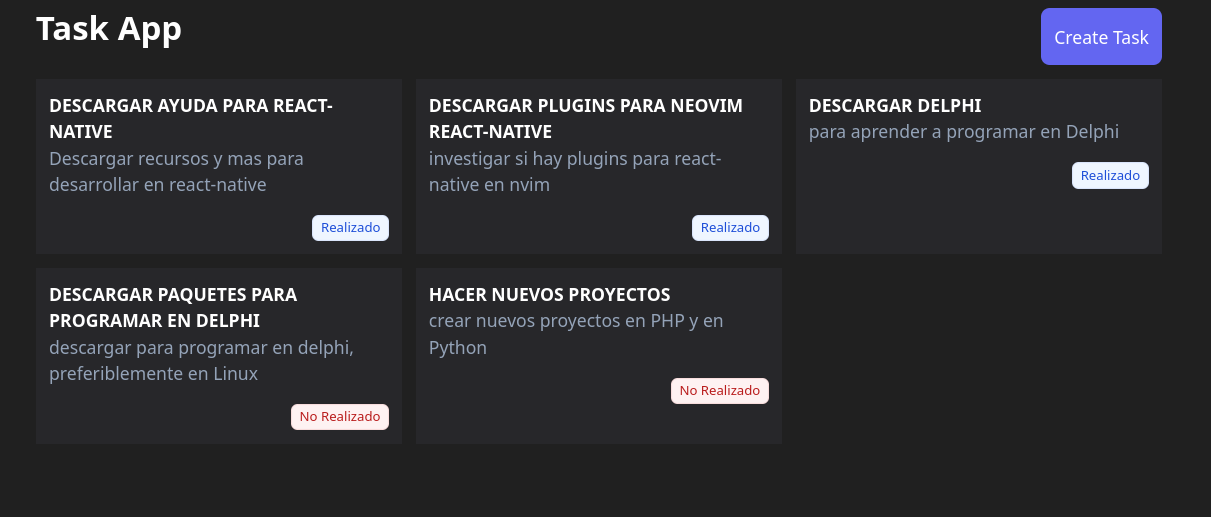 Task App
Create Task
DESCARGAR AYUDA PARA REACT-
NATIVE
Descargar recursos y mas para
desarrollar en react-native
Realizado
DESCARGAR PLUGINS PARA NEOVIM
REACT-NATIVE
investigar si hay plugins para react-
native en nvim
Realizado
DESCARGAR DELPHI
para aprender a programar en Delphi
Realizado
DESCARGAR PAQUETES PARA
PROGRAMAR EN DELPHI
descargar para programar en delphi,
preferiblemente en Linux
No Realizado
HACER NUEVOS PROYECTOS
crear nuevos proyectos en PHP y en
Python
No Realizado